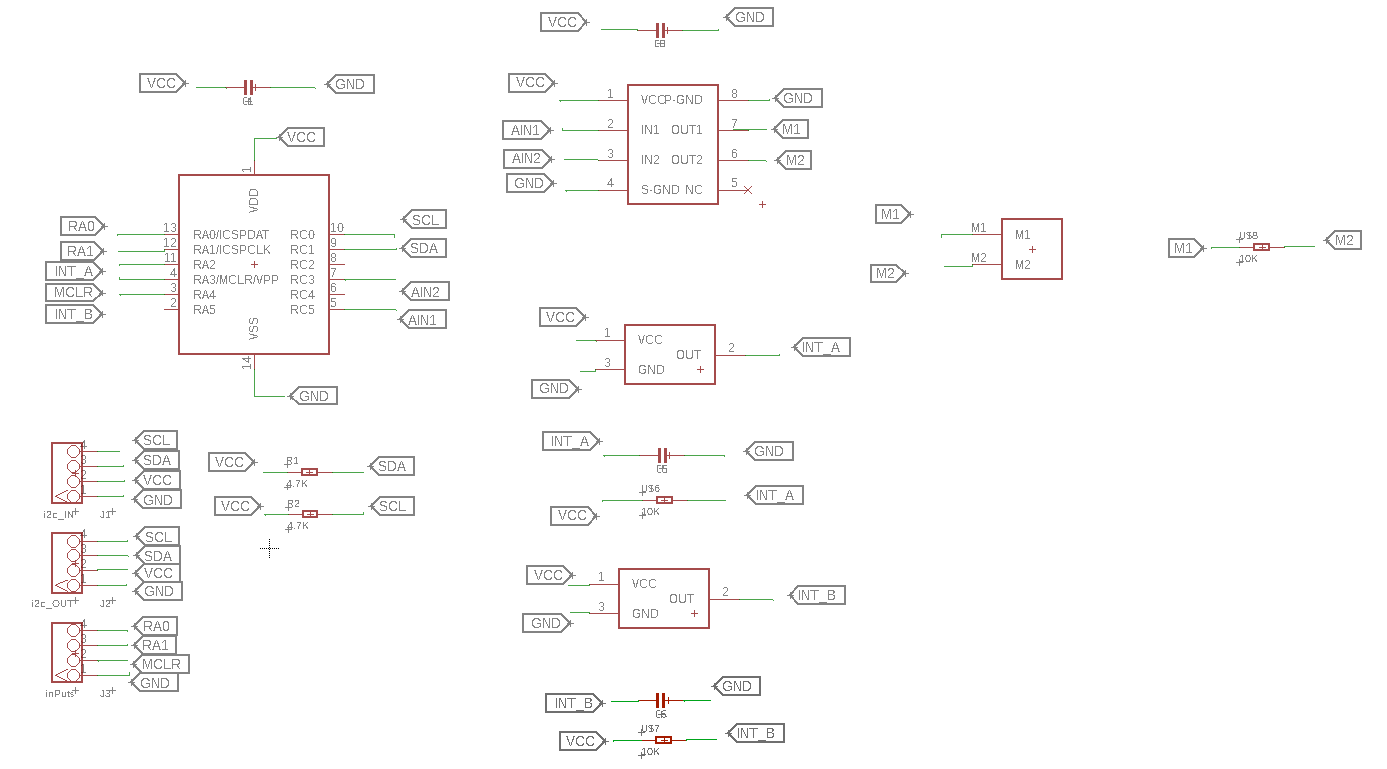 VCC
GND
C8
VCC
GND
C1
VCC
VDD
1
RA0
RA1
INT_A
MCLR
INT_B
13
12
11
4
3
2
RA0/ICSPDAT
RA1/ICSPCLK
RA2
RA3/MCLR/VPP
RA4
RA5
RC0
RC1
RC2
RC3
RC4
RC5
10
9
8
7
6
5
SCL
SDA
AIN2
AIN1
VSS
14
GND
VCC
AIN1
AIN2
GND
1
2
3
4
VCC
P-GND
IN1
OUT1
IN2
OUT2
S-GND
NC
8
7
6
5
GND
M1
M2
M1
M2
M1
M2
M1
M2
M1
10K
M2
VCC
GND
1
3
VCC
GND
OUT
2
INT_A
INT_A
GND
VCC
10K
INT_A
VCC
GND
1
3
VCC
GND
OUT
2
INT_B
INT_B
GND
VCC
10K
INT_B
4
3
2
1
SCL
SDA
VCC
GND
i2c_IN
J1
4
3
2
1
SCL
SDA
VCC
GND
i2c_OUT
J2
4
3
2
1
RA0
RA1
MCLR
GND
inPuts
J3
VCC
R1
4.7K
SDA
VCC
R2
4.7K
SCL